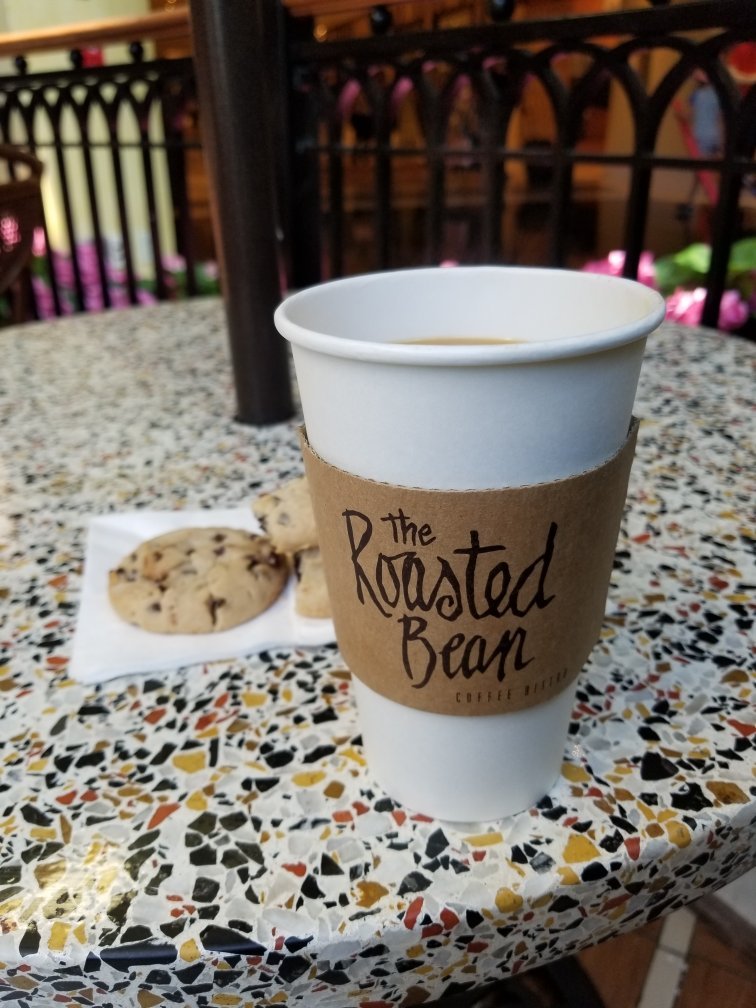 the
Roasted
Bean
COFFEE BISTRO